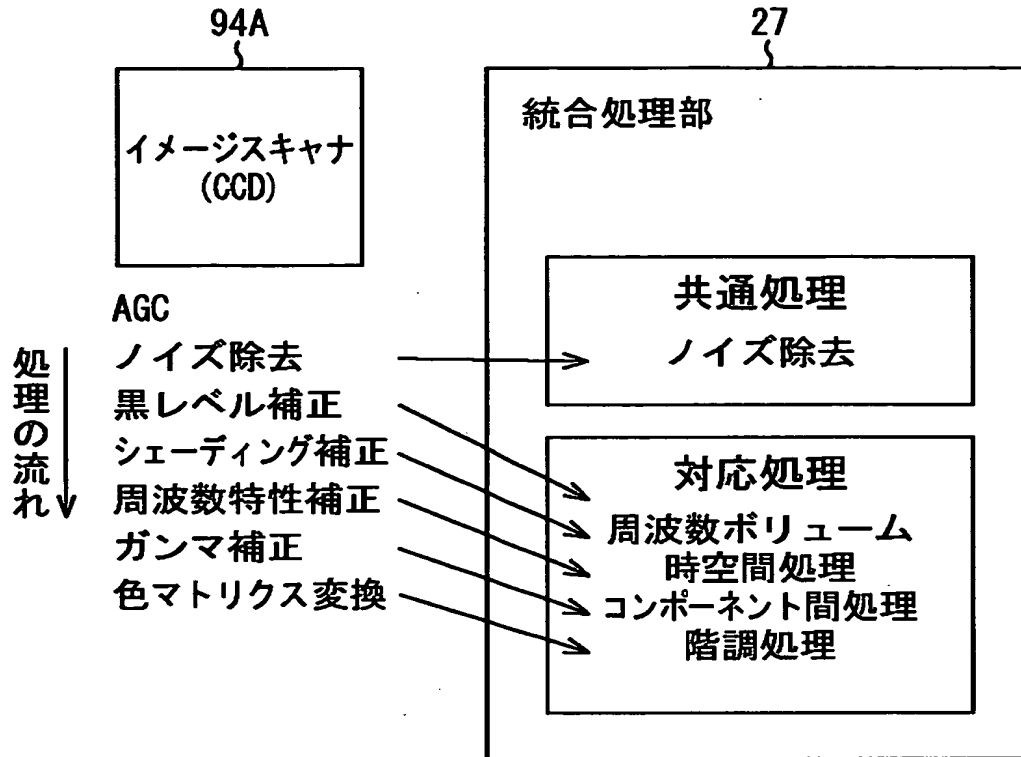 94A
イメージスキャナ
(CCD)
AGC
ノイズ除去
黒レベル補正
シェーディング補正
周波数特性補正
ガンマ補正
色マトリクス変換
処理の流れ
27
統合処理部
共通処理
ノイズ除去
対応処理
周波数ボリューム
時空間処理
コンポーネント間処理
階調処理